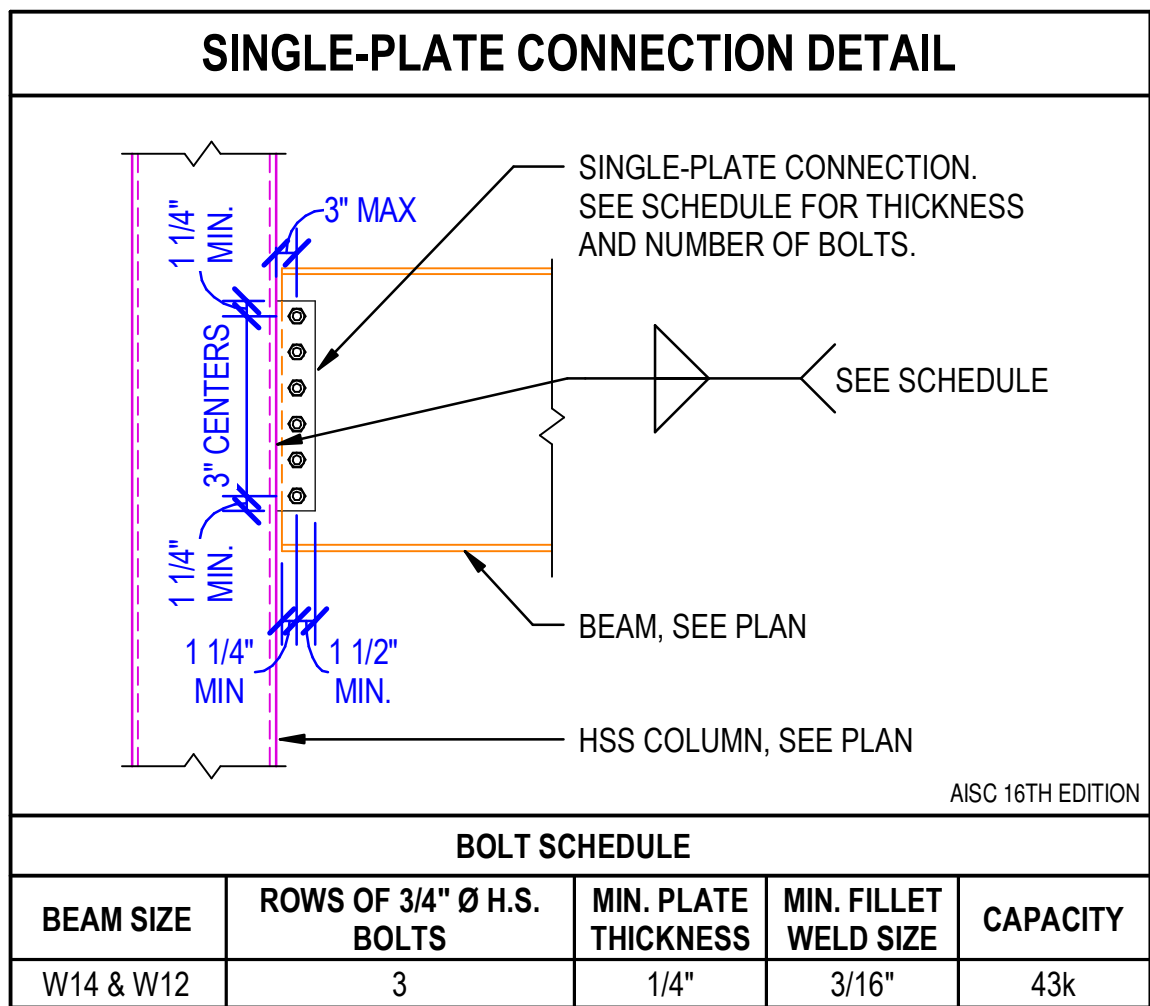 SINGLE-PLATE CONNECTION DETAIL
1 1/4"
MIN.
3" MAX
SINGLE-PLATE CONNECTION.
SEE SCHEDULE FOR THICKNESS
AND NUMBER OF BOLTS.
3" CENTERS
SEE SCHEDULE
1 1/4"
MIN.
1 1/4"
MIN
1 1/2"
MIN.
BEAM, SEE PLAN
HSS COLUMN, SEE PLAN
AISC 16TH EDITION
BOLT SCHEDULE
BEAM SIZE
ROWS OF 3/4" Ø H.S.
BOLTS
MIN. PLATE
THICKNESS
MIN. FILLET
WELD SIZE
CAPACITY
W14 & W12
3
1/4"
3/16"
43k